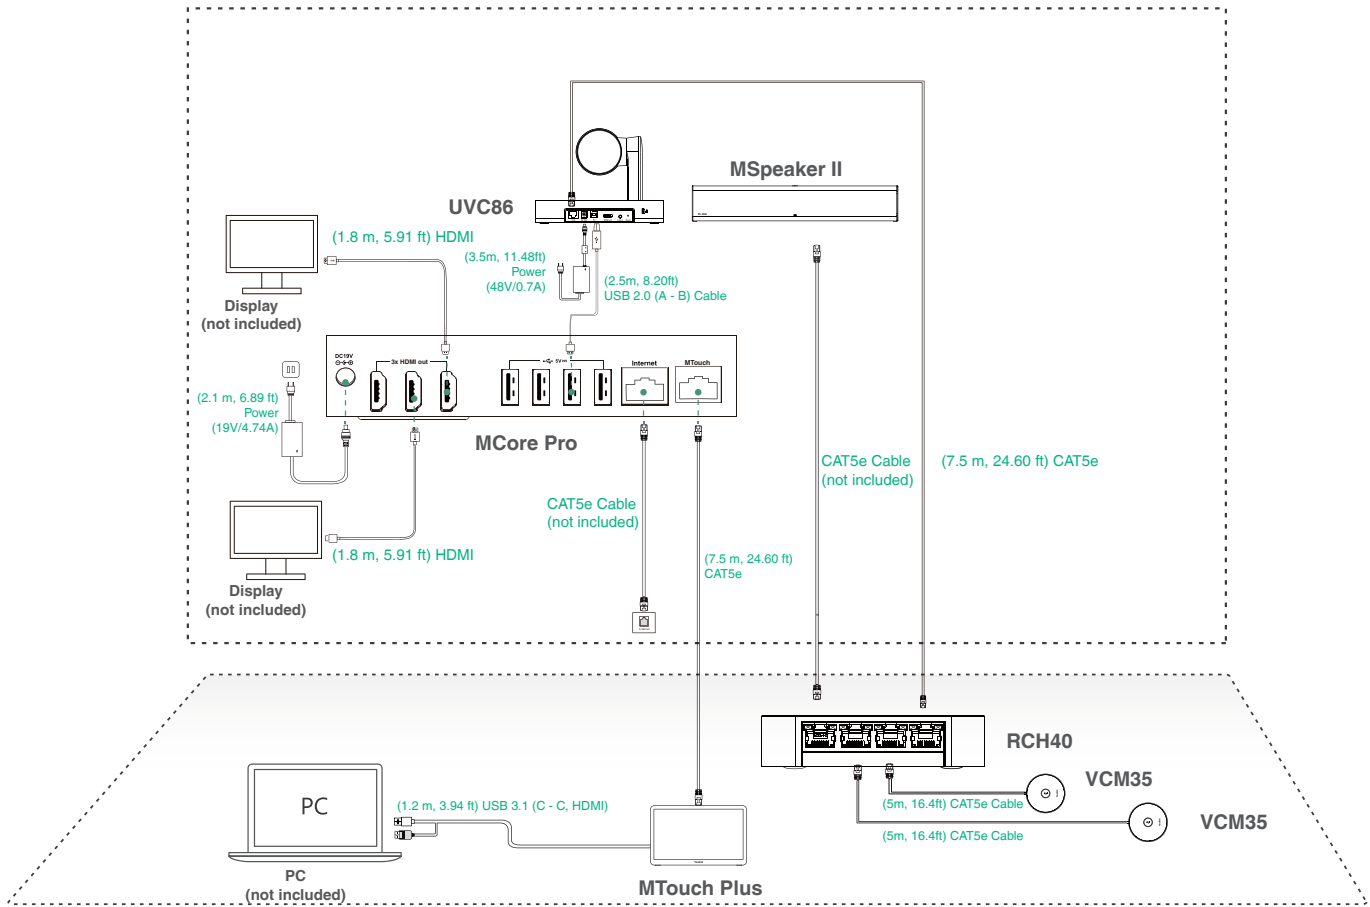 MSpeaker II
UVC86
(1.8 m, 5.91 ft) HDMI
(3.5m, 11.48ft)
Power
(48V/0.7A)
(2.5m, 8.20ft)
USB 2.0 (A - B) Cable
Display
(not included)
DC19V
3x HDMI out
5V
Internet
MTouch
(2.1 m, 6.89 ft)
Power
(19V/4.74A)
MCore Pro
CAT5e Cable
(not included)
(7.5 m, 24.60 ft) CAT5e
CAT5e Cable
(not included)
(1.8 m, 5.91 ft) HDMI
(7.5 m, 24.60 ft)
CAT5e
Display
(not included)
RCH40
VCM35
PC
(1.2 m, 3.94 ft) USB 3.1 (C - C, HDMI)
(5m, 16.4ft) CAT5e Cable
VCM35
(5m, 16.4ft) CAT5e Cable
PC
(not included)
MTouch Plus